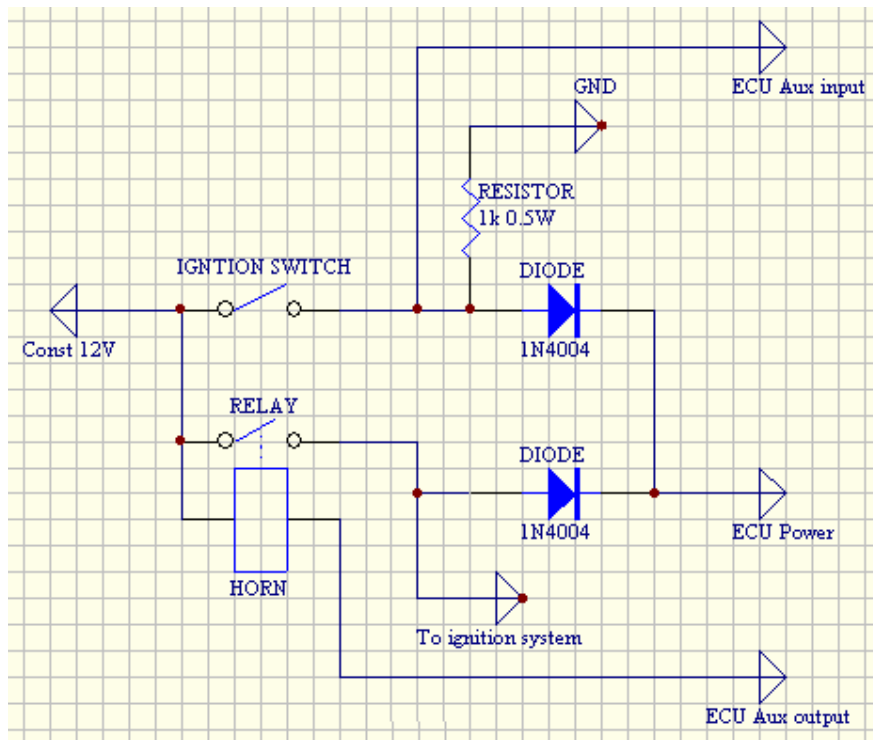 ECU Aux input
GND
RESISTOR
1k 0.5W
IGNTION SWITCH
DIODE
1N4004
Const 12V
RELAY
DIODE
1N4004
ECU Power
HORN
To ignition system
ECU Aux output